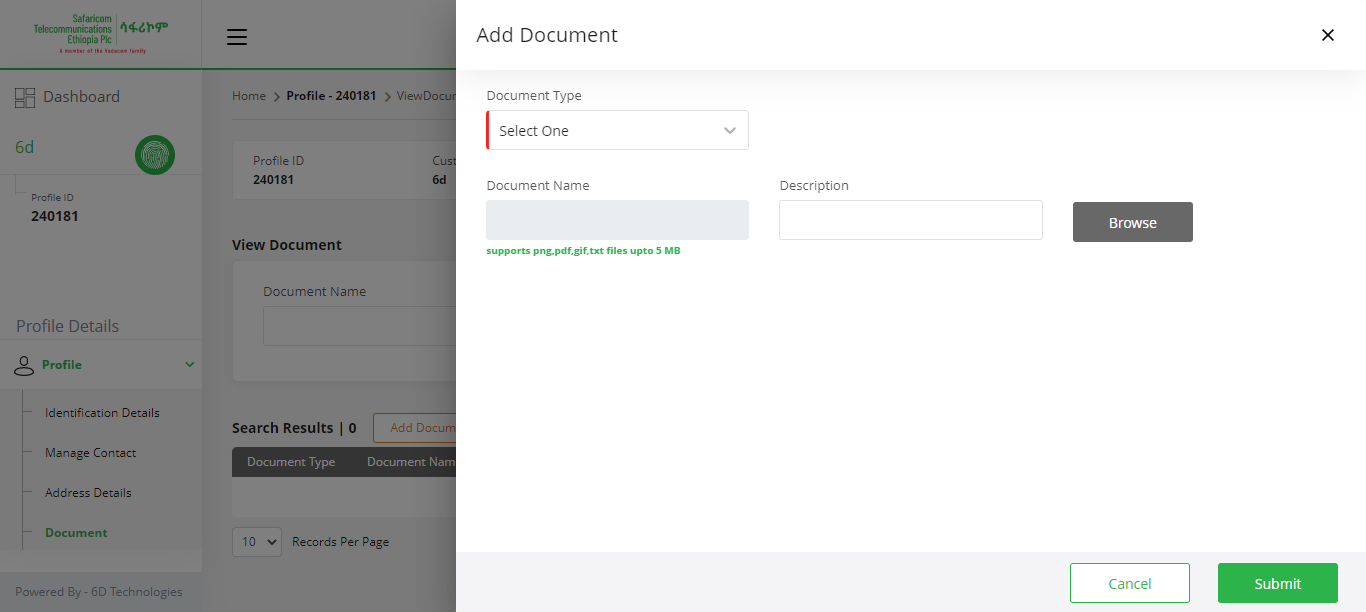 Safaricom
Telecommunications
Ethiopia Plc
ሳፋሪኮም
A member of the Vodacom family
Dashboard
6d
Profile ID
240181
Profile Details
Profile
Identification Details
Manage Contact
Address Details
Document
Powered By - 6D Technologies
Home > Profile - 240181 > ViewDocu
Profile ID
240181
Cust
6d
View Document
Document Name
Search Results | 0
Add Docum
Document Type Document Nam
10 Records Per Page
Add Document
Document Type
Select One
Document Name
Description
Browse
supports png,pdf,gif,txt files upto 5 MB
Cancel
Submit